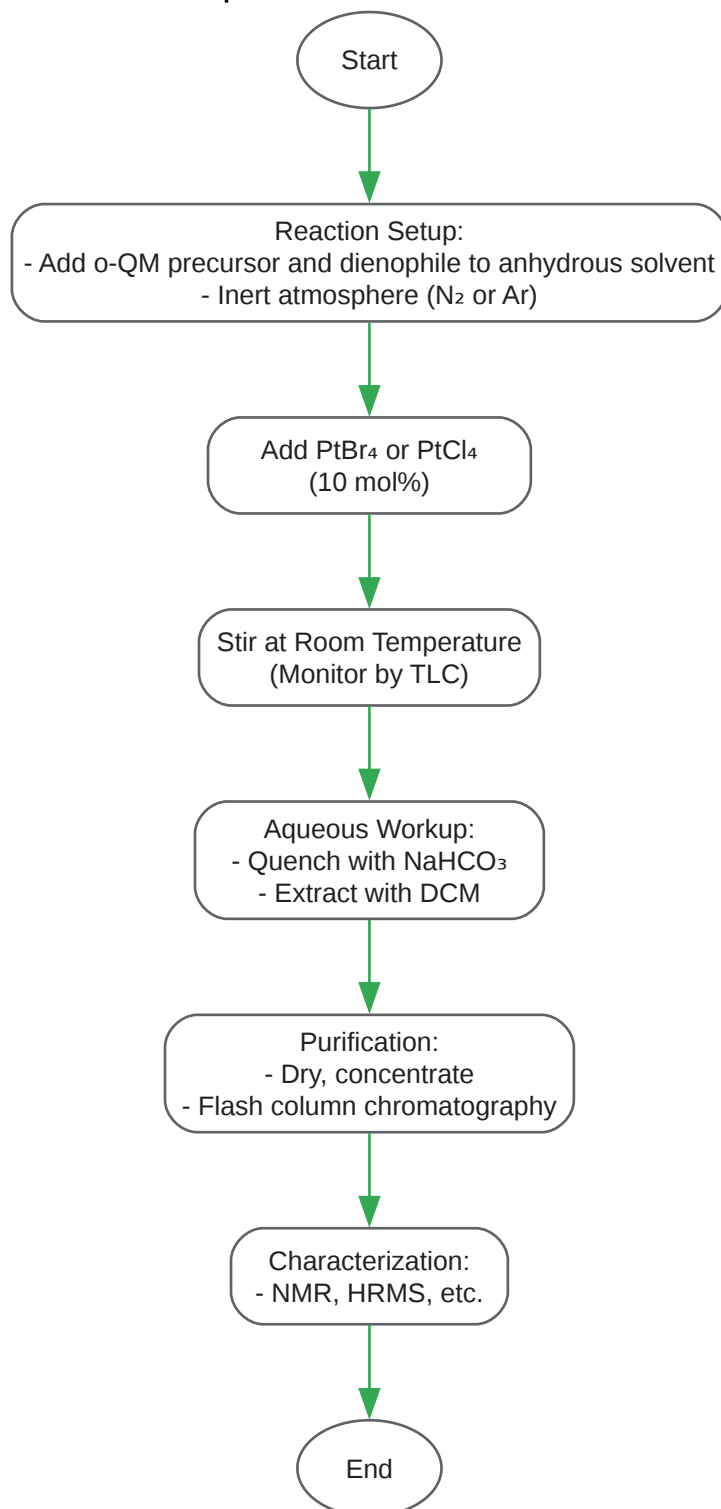 Start
Reaction Setup:
- Add o-QM precursor and dienophile to anhydrous solvent
- Inert atmosphere (N₂ or Ar)
Add PtBr₄ or PtCl₄
(10 mol%)
Stir at Room Temperature
(Monitor by TLC)
Aqueous Workup:
- Quench with NaHCO₃
- Extract with DCM
Purification:
- Dry, concentrate
- Flash column chromatography
Characterization:
- NMR, HRMS, etc.
End